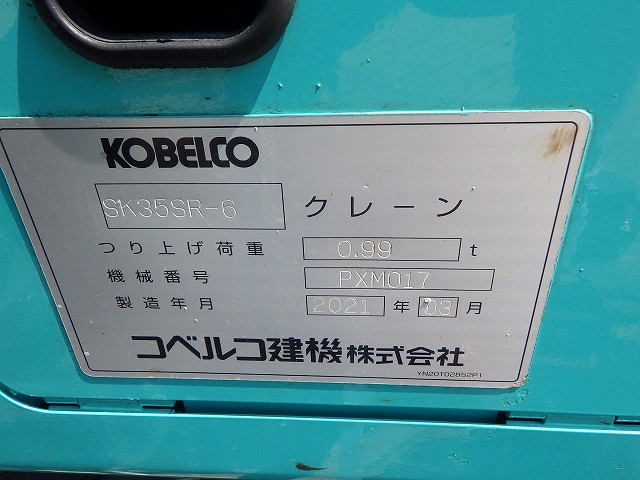 KOBELCO
SK35SR-6 クレーン
つり上げ荷重 0.99 t
機械番号 PXM017
製造年月 2021 年 03 月
コベルコ建機株式会社
YN20T02852P1